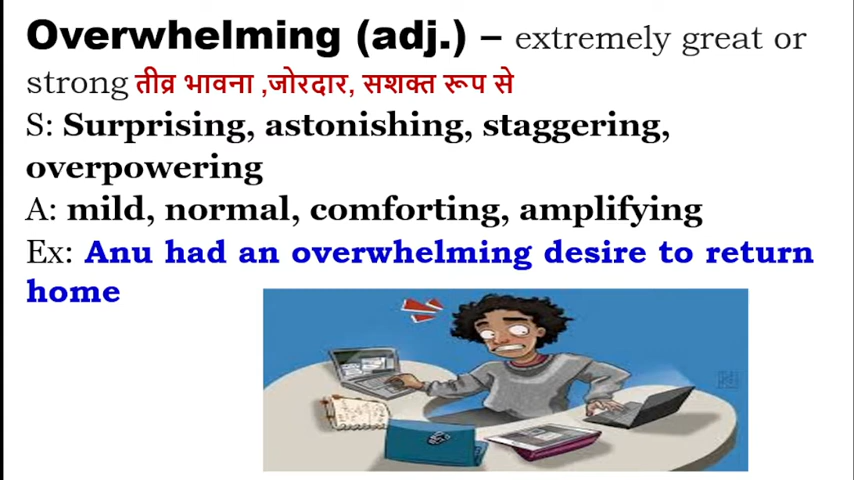 Overwhelming (adj.) – extremely great or
strong तीव्र भावना ,जोरदार, सशक्त रूप से
S: Surprising, astonishing, staggering,
overpowering
A: mild, normal, comforting, amplifying
Ex: Anu had an overwhelming desire to return
home